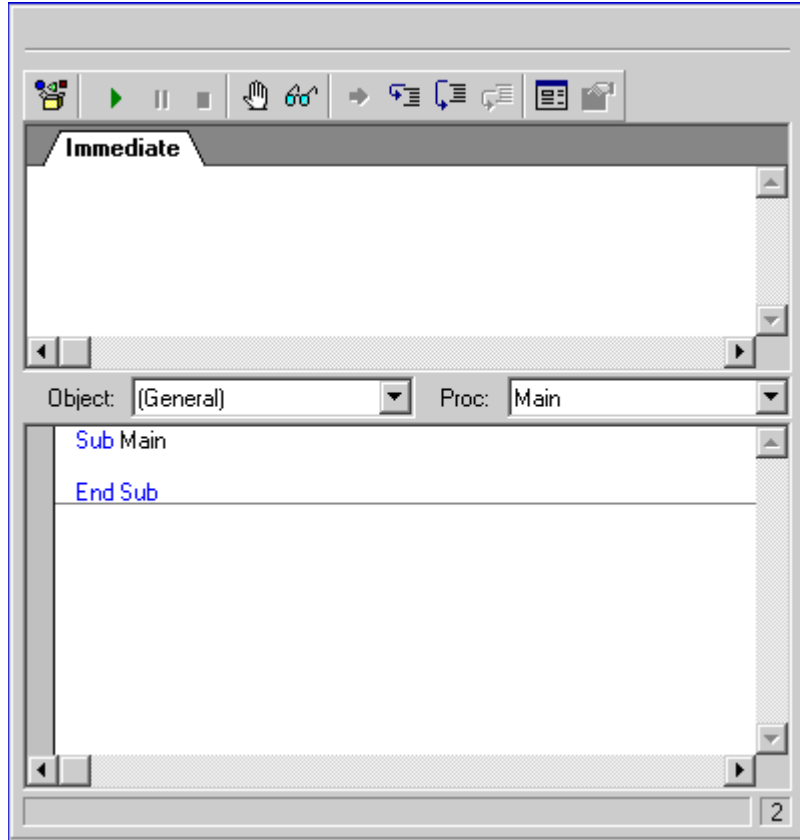 Immediate
Object: (General) Proc: Main
Sub Main
End Sub
2